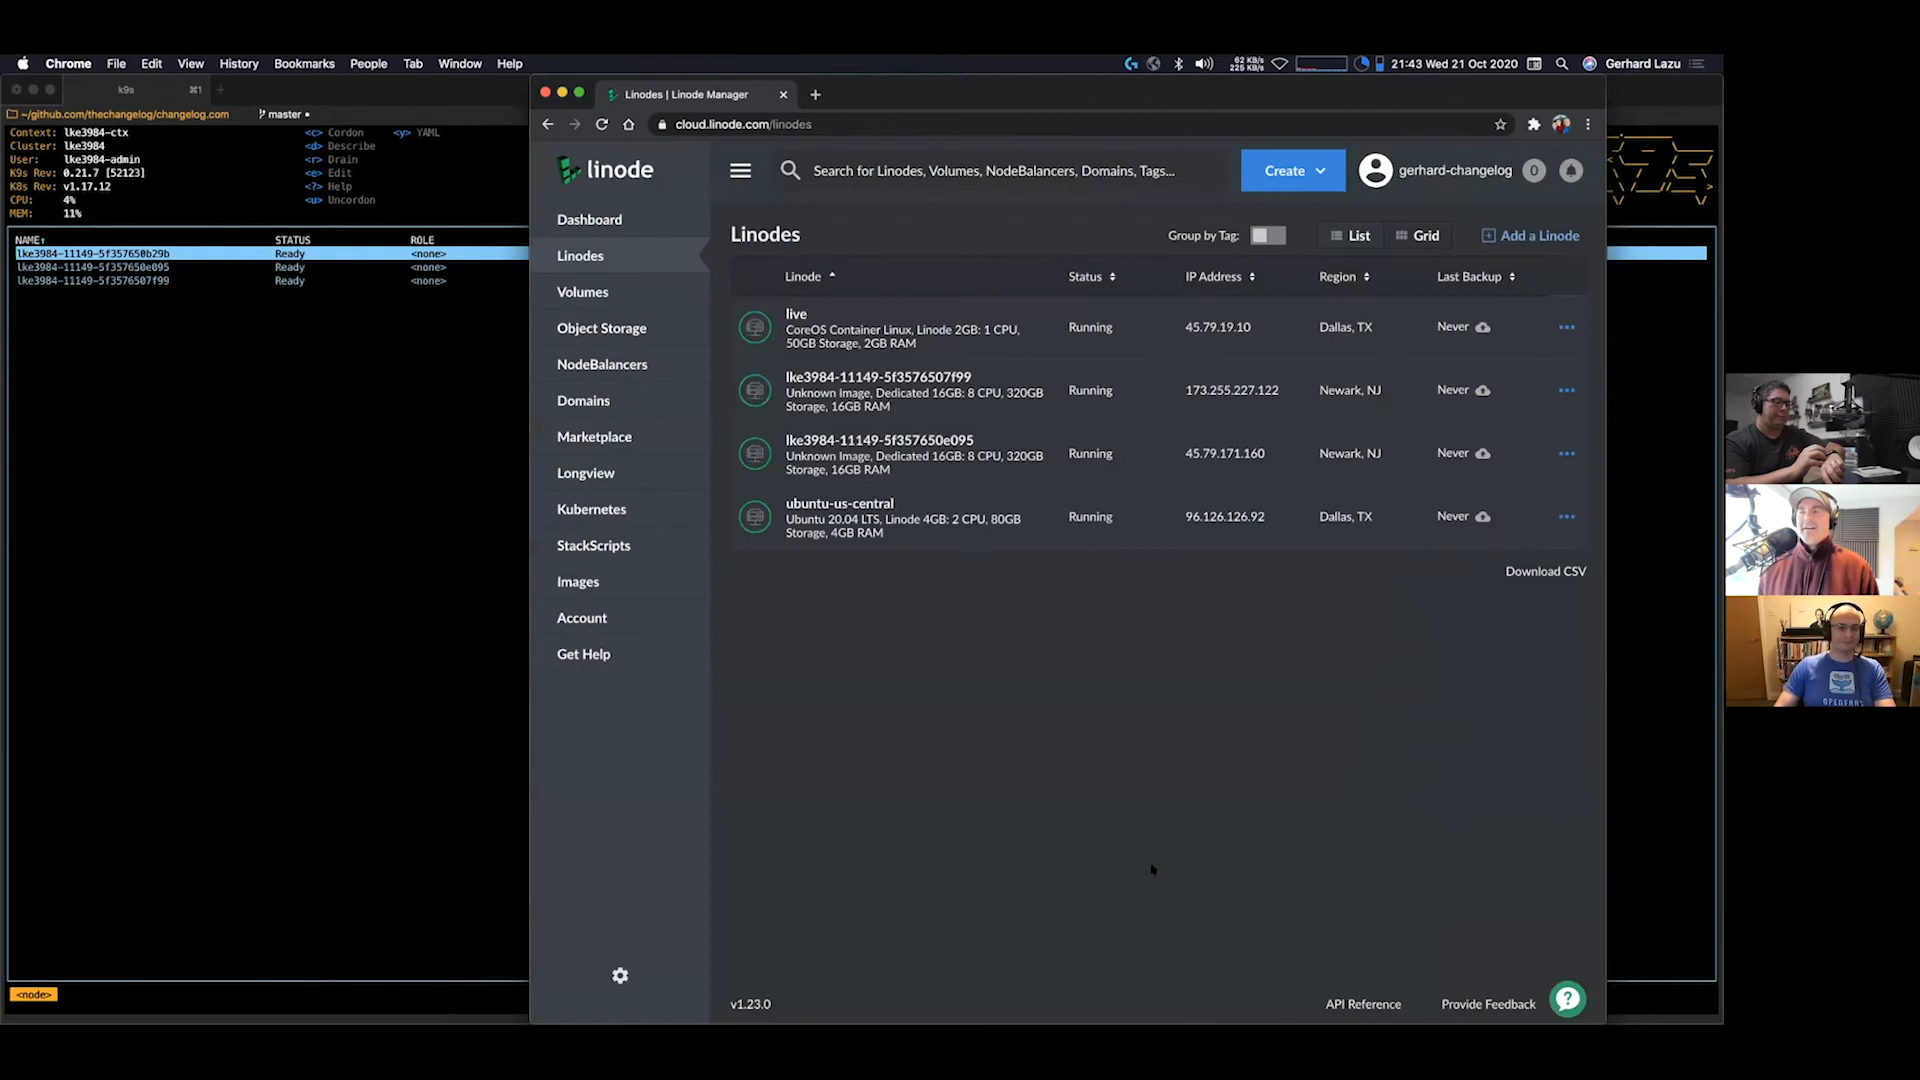 Chrome File Edit View History Bookmarks People Tab Window Help
62 KB/s
225 KB/s
21:43 Wed 21 Oct 2020
Gerhard Lazu
k9s
⌘1
~/github.com/thechangelog/changelog.com
master
Context: lke3984-ctx
Cluster: lke3984
User: lke3984-admin
K9s Rev: 0.21.7 [52123]
K8s Rev: v1.17.12
CPU: 4%
MEM: 11%
<c> Cordon
<d> Describe
<r> Drain
<e> Edit
<?> Help
<u> Uncordon
<y> YAML
NAME↑ STATUS ROLE
lke3984-11149-5f357650b29b Ready <none>
lke3984-11149-5f357650e095 Ready <none>
lke3984-11149-5f3576507f99 Ready <none>
<node>
Linodes | Linode Manager
cloud.linode.com/linodes
linode
Search for Linodes, Volumes, NodeBalancers, Domains, Tags...
Create
gerhard-changelog
0
Dashboard
Linodes
Volumes
Object Storage
NodeBalancers
Domains
Marketplace
Longview
Kubernetes
StackScripts
Images
Account
Get Help
Linodes
Group by Tag:
List
Grid
Add a Linode
Linode Status IP Address Region Last Backup
live
CoreOS Container Linux, Linode 2GB: 1 CPU,
50GB Storage, 2GB RAM
Running 45.79.19.10 Dallas, TX Never
lke3984-11149-5f3576507f99
Unknown Image, Dedicated 16GB: 8 CPU, 320GB
Storage, 16GB RAM
Running 173.255.227.122 Newark, NJ Never
lke3984-11149-5f357650e095
Unknown Image, Dedicated 16GB: 8 CPU, 320GB
Storage, 16GB RAM
Running 45.79.171.160 Newark, NJ Never
ubuntu-us-central
Ubuntu 20.04 LTS, Linode 4GB: 2 CPU, 80GB
Storage, 4GB RAM
Running 96.126.126.92 Dallas, TX Never
Download CSV
v1.23.0
API Reference
Provide Feedback
?
OPENFAAS